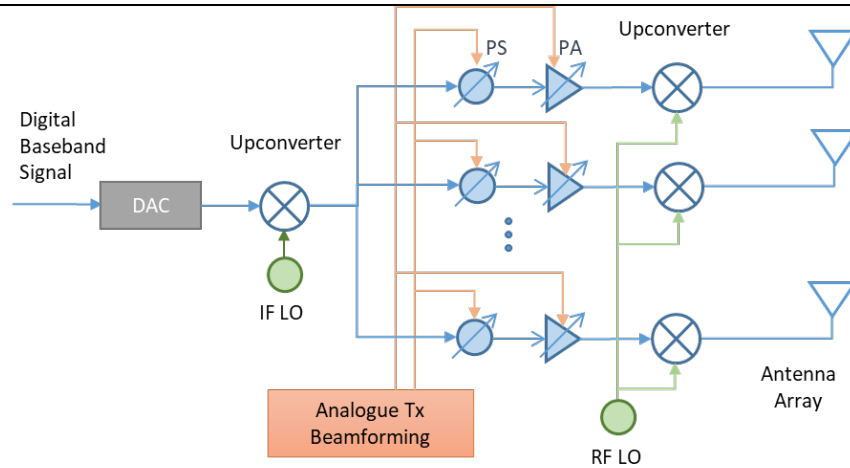 PS
PA
Upconverter
Digital
Baseband
Signal
Upconverter
DAC
IF LO
Analogue Tx
Beamforming
Antenna
Array
RF LO